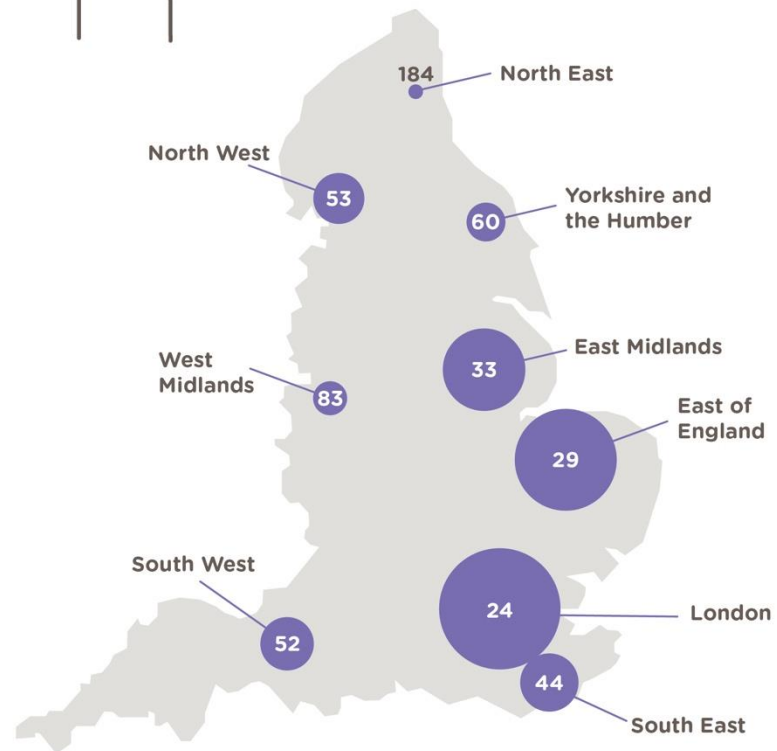 184
North East
North West
53
Yorkshire and
the Humber
60
East Midlands
33
West
Midlands
83
East of
England
29
South West
52
24
London
44
South East